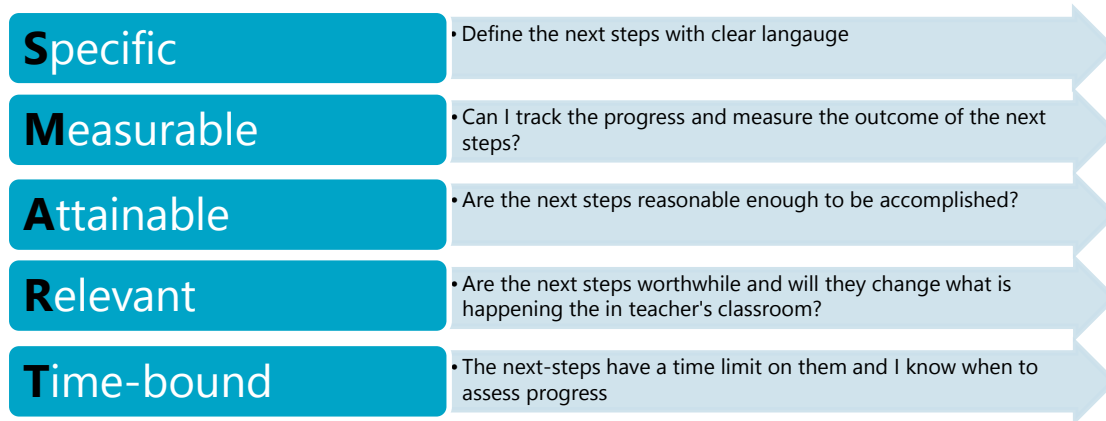 Specific
• Define the next steps with clear langauge
Measurable
• Can I track the progress and measure the outcome of the next
steps?
Attainable
• Are the next steps reasonable enough to be accomplished?
Relevant
• Are the next steps worthwhile and will they change what is
happening the in teacher's classroom?
Time-bound
• The next-steps have a time limit on them and I know when to
assess progress